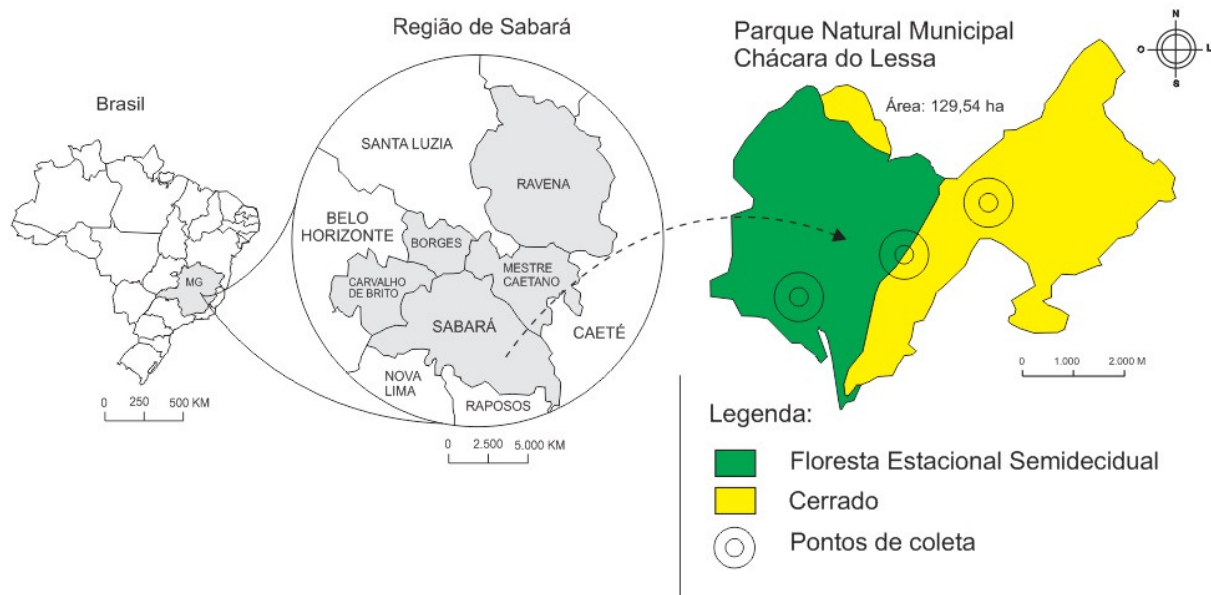 Brasil
MG
0 250 500 KM
Região de Sabará
SANTA LUZIA
RAVENA
BELO
HORIZONTE
BORGES
MESTRE
CAETANO
CARVALHO
DE BRITO
SABARÁ
CAETÉ
NOVA
LIMA
RAPOSOS
0 2.500 5.000 KM
Parque Natural Municipal
Chácara do Lessa
Área: 129,54 ha
N
O
L
S
0 1.000 2.000 M
Legenda:
Floresta Estacional Semidecidual
Cerrado
Pontos de coleta